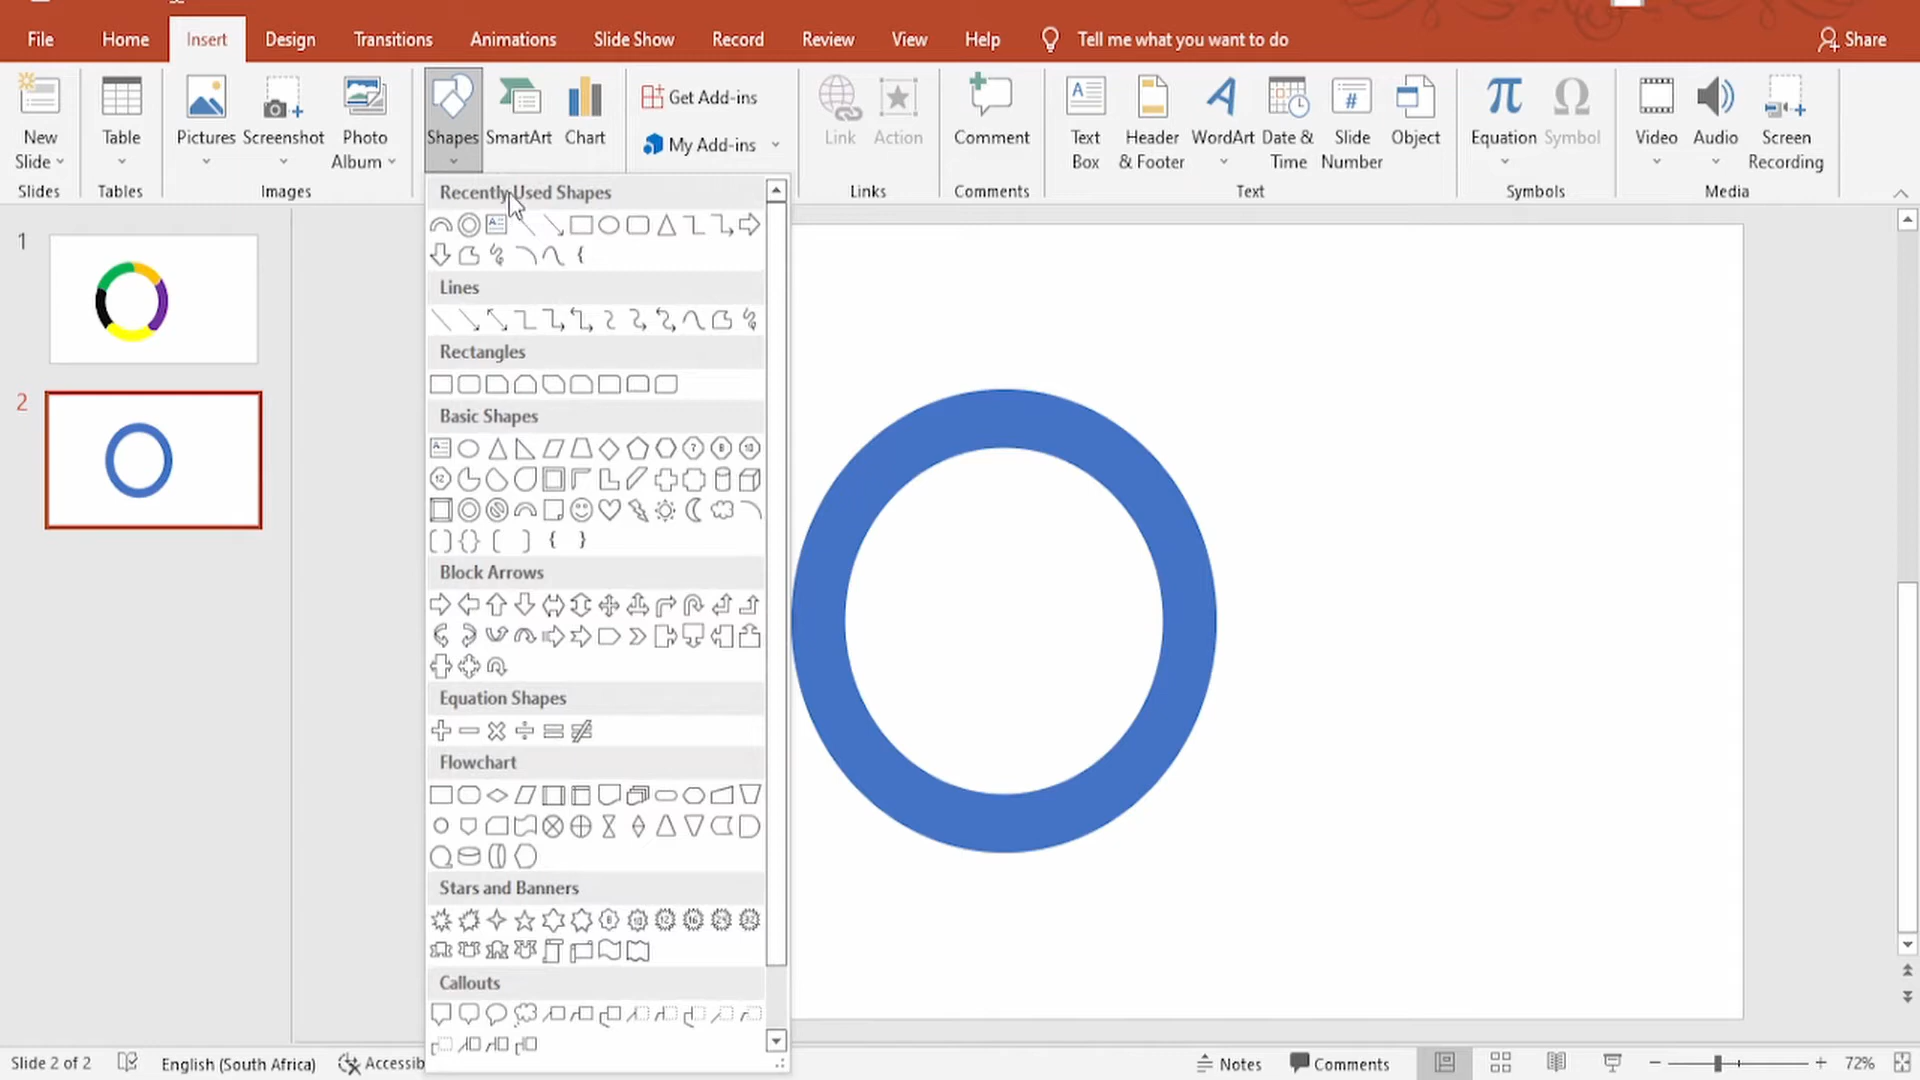 File Home Insert Design Transitions Animations Slide Show Record Review View Help Tell me what you want to do Share
New Slide
Table
Pictures
Screenshot
Photo Album
Shapes
SmartArt
Chart
Get Add-ins
My Add-ins
Link
Action
Comment
Text Box
Header & Footer
WordArt
Date & Time
Slide Number
Object
Equation
Symbol
Video
Audio
Screen Recording
Slides Tables Images Links Comments Text Symbols Media
1
2
Recently Used Shapes
Lines
Rectangles
Basic Shapes
Block Arrows
Equation Shapes
Flowchart
Stars and Banners
Callouts
Slide 2 of 2 English (South Africa) Accessib Notes Comments 72%